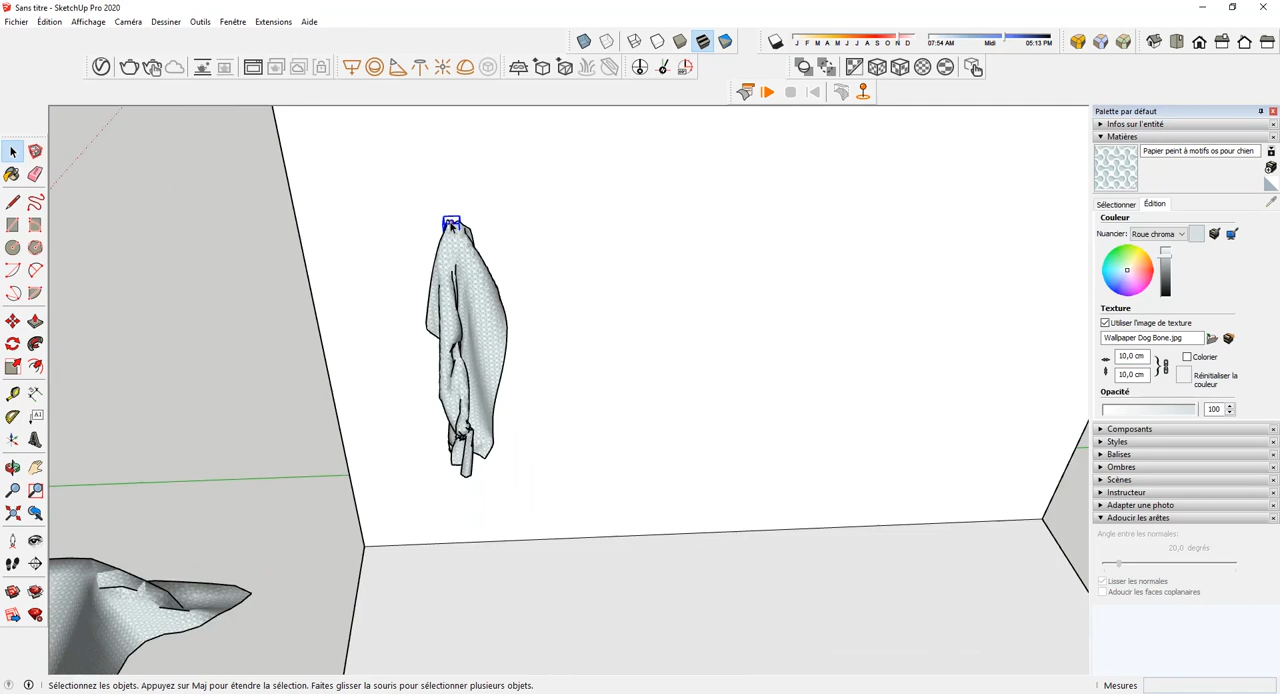 Sans titre - SketchUp Pro 2020
Fichier Édition Affichage Caméra Dessiner Outils Fenêtre Extensions Aide
J F M A M J J A S O N D
07:54 AM Midi 05:13 PM
Palette par défaut
Infos sur l'entité
Matières
Papier peint à motifs os pour chien
Sélectionner Édition
Couleur
Nuancier: Roue chroma
Texture
Utiliser l'image de texture
Wallpaper Dog Bone.jpg
10,0 cm Colorier
10,0 cm Réinitialiser la
couleur
Opacité
100
Composants
Styles
Balises
Ombres
Scènes
Instructeur
Adapter une photo
Adoucir les arêtes
Angle entre les normales:
20,0 degrés
Lisser les normales
Adoucir les faces coplanaires
Sélectionnez les objets. Appuyez sur Maj pour étendre la sélection. Faites glisser la souris pour sélectionner plusieurs objets.
Mesures